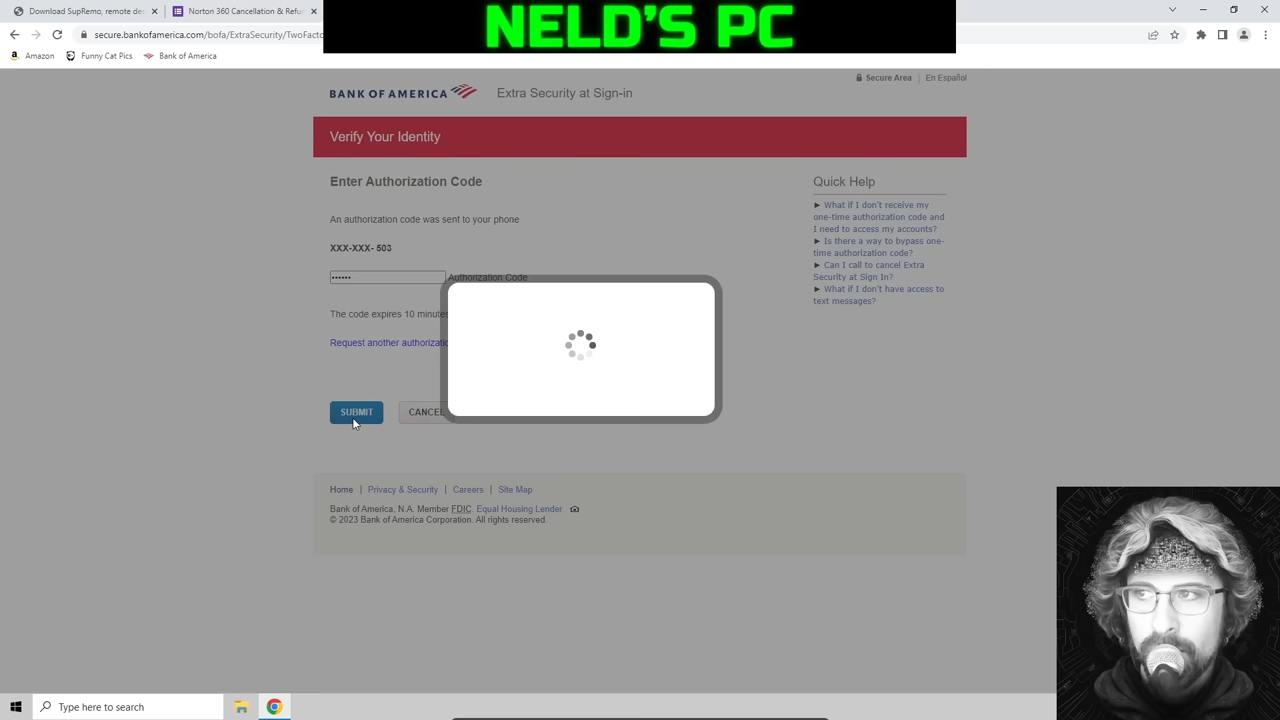 NELD'S PC
Download SupRemo, remote des
Norton 360 Cancellation & Refu
secure.bankofamerica.com/bofa/ExtraSecurity/TwoFacto
Amazon
Funny Cat Pics
Bank of America
Secure Area
En Español
BANK OF AMERICA
Extra Security at Sign-in
Verify Your Identity
Enter Authorization Code
An authorization code was sent to your phone
XXX-XXX- 503
•••••• Authorization Code
The code expires 10 minutes
Request another authorizatio
SUBMIT
CANCEL
Quick Help
► What if I don't receive my
one-time authorization code and
I need to access my accounts?
► Is there a way to bypass one-
time authorization code?
► Can I call to cancel Extra
Security at Sign In?
► What if I don't have access to
text messages?
Home | Privacy & Security | Careers | Site Map
Bank of America, N.A. Member FDIC. Equal Housing Lender
© 2023 Bank of America Corporation. All rights reserved.
Type here to search